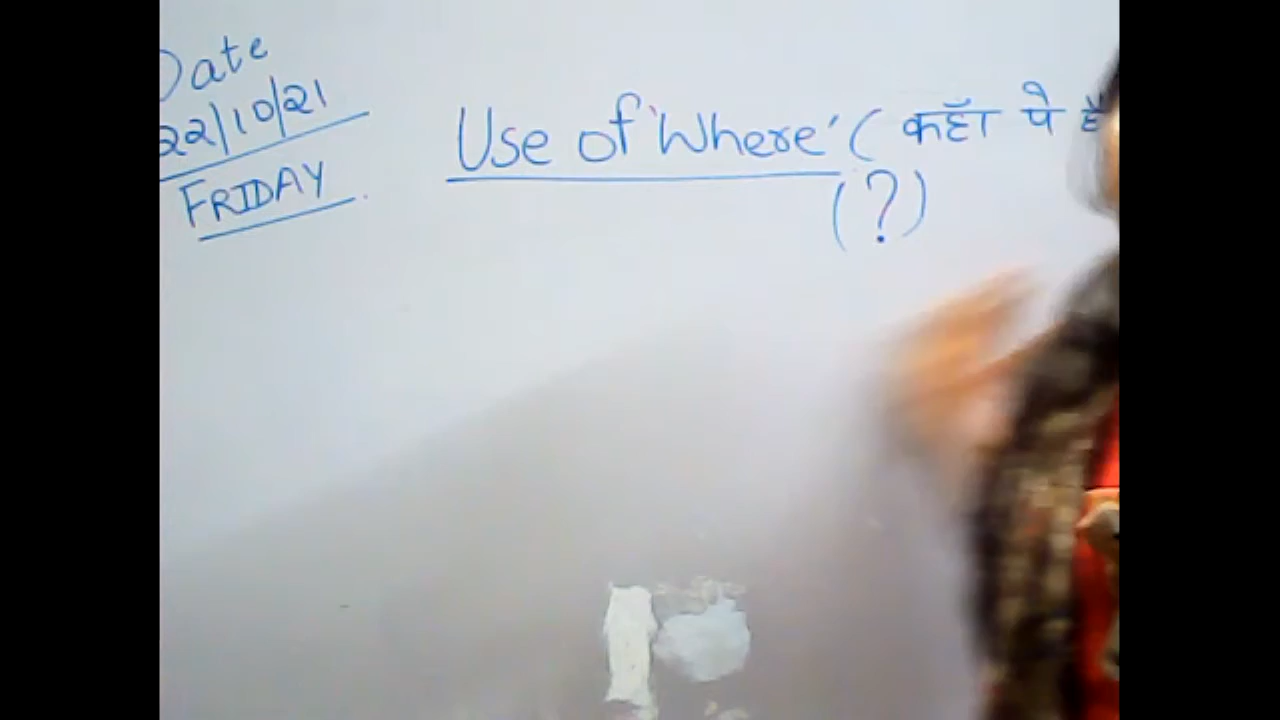 Date
22/10/21
FRIDAY.
Use of 'Where' ( कहाँ पे
(?)